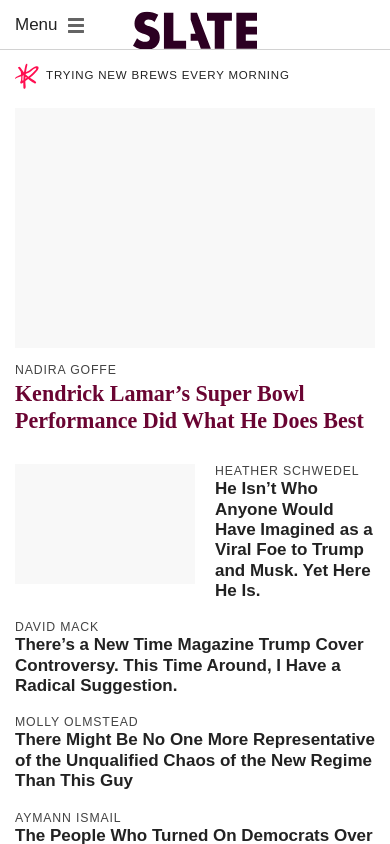 Menu
SLATE
TRYING NEW BREWS EVERY MORNING
NADIRA GOFFE
Kendrick Lamar’s Super Bowl
Performance Did What He Does Best
HEATHER SCHWEDEL
He Isn’t Who
Anyone Would
Have Imagined as a
Viral Foe to Trump
and Musk. Yet Here
He Is.
DAVID MACK
There’s a New Time Magazine Trump Cover
Controversy. This Time Around, I Have a
Radical Suggestion.
MOLLY OLMSTEAD
There Might Be No One More Representative
of the Unqualified Chaos of the New Regime
Than This Guy
AYMANN ISMAIL
The People Who Turned On Democrats Over